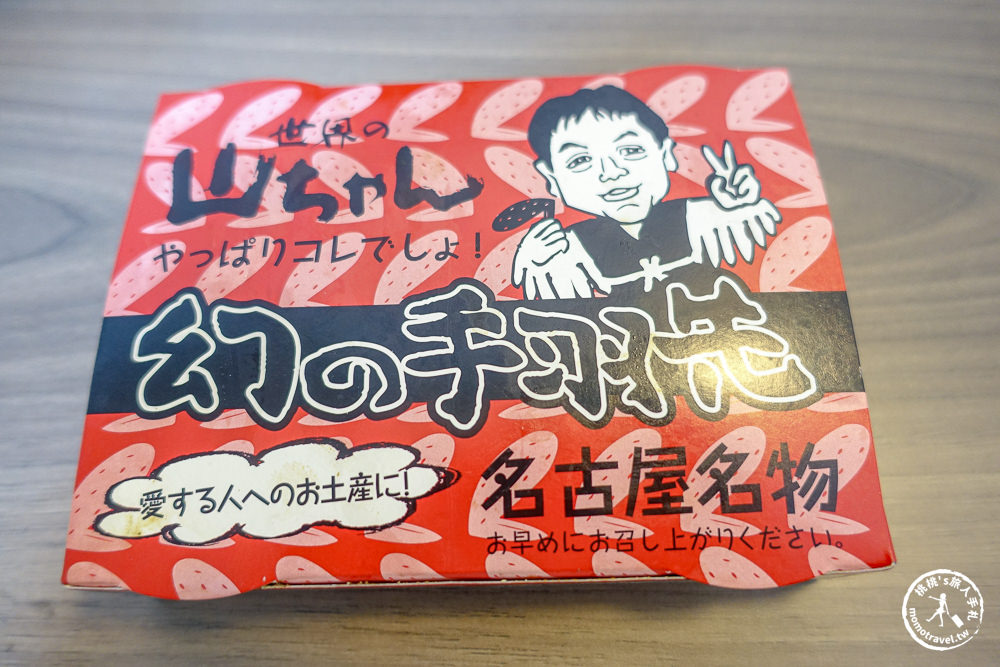 世界の
山ちゃん
やっぱりコレでしょ！
幻の手羽先
愛する人へのお土産に！
名古屋名物
お早めにお召し上がりください。
桃桃's旅人手札
momotravel.tw